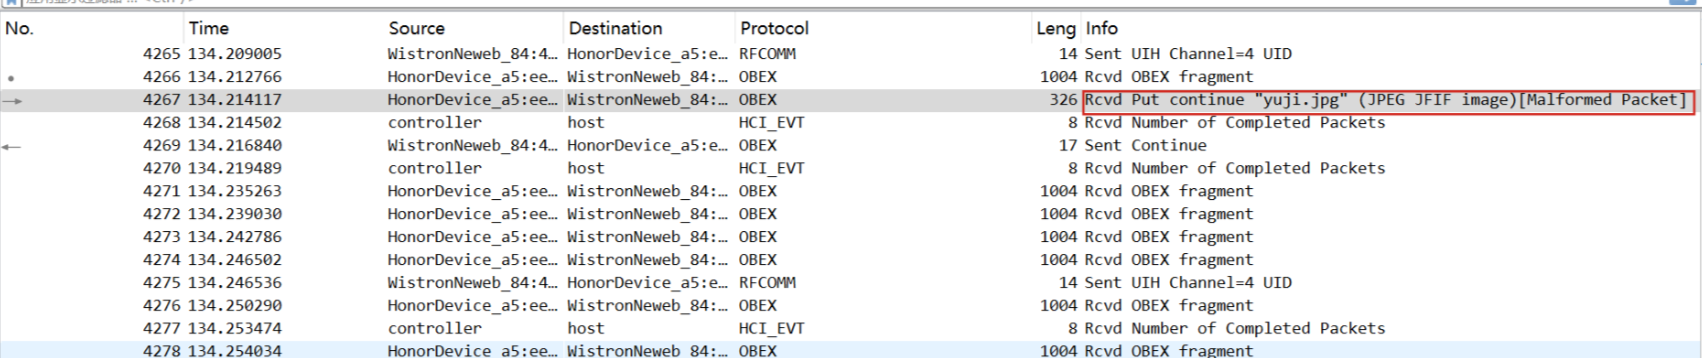 No. Time Source Destination Protocol Leng Info
4265 134.209005 WistronNeweb_84:4… HonorDevice_a5:e… RFCOMM 14 Sent UIH Channel=4 UID
4266 134.212766 HonorDevice_a5:ee… WistronNeweb_84:… OBEX 1004 Rcvd OBEX fragment
4267 134.214117 HonorDevice_a5:ee… WistronNeweb_84:… OBEX 326 Rcvd Put continue "yuji.jpg" (JPEG JFIF image)[Malformed Packet]
4268 134.214502 controller host HCI_EVT 8 Rcvd Number of Completed Packets
4269 134.216840 WistronNeweb_84:4… HonorDevice_a5:e… OBEX 17 Sent Continue
4270 134.219489 controller host HCI_EVT 8 Rcvd Number of Completed Packets
4271 134.235263 HonorDevice_a5:ee… WistronNeweb_84:… OBEX 1004 Rcvd OBEX fragment
4272 134.239030 HonorDevice_a5:ee… WistronNeweb_84:… OBEX 1004 Rcvd OBEX fragment
4273 134.242786 HonorDevice_a5:ee… WistronNeweb_84:… OBEX 1004 Rcvd OBEX fragment
4274 134.246502 HonorDevice_a5:ee… WistronNeweb_84:… OBEX 1004 Rcvd OBEX fragment
4275 134.246536 WistronNeweb_84:4… HonorDevice_a5:e… RFCOMM 14 Sent UIH Channel=4 UID
4276 134.250290 HonorDevice_a5:ee… WistronNeweb_84:… OBEX 1004 Rcvd OBEX fragment
4277 134.253474 controller host HCI_EVT 8 Rcvd Number of Completed Packets
4278 134.254034 HonorDevice_a5:ee… WistronNeweb_84:… OBEX 1004 Rcvd OBEX fragment